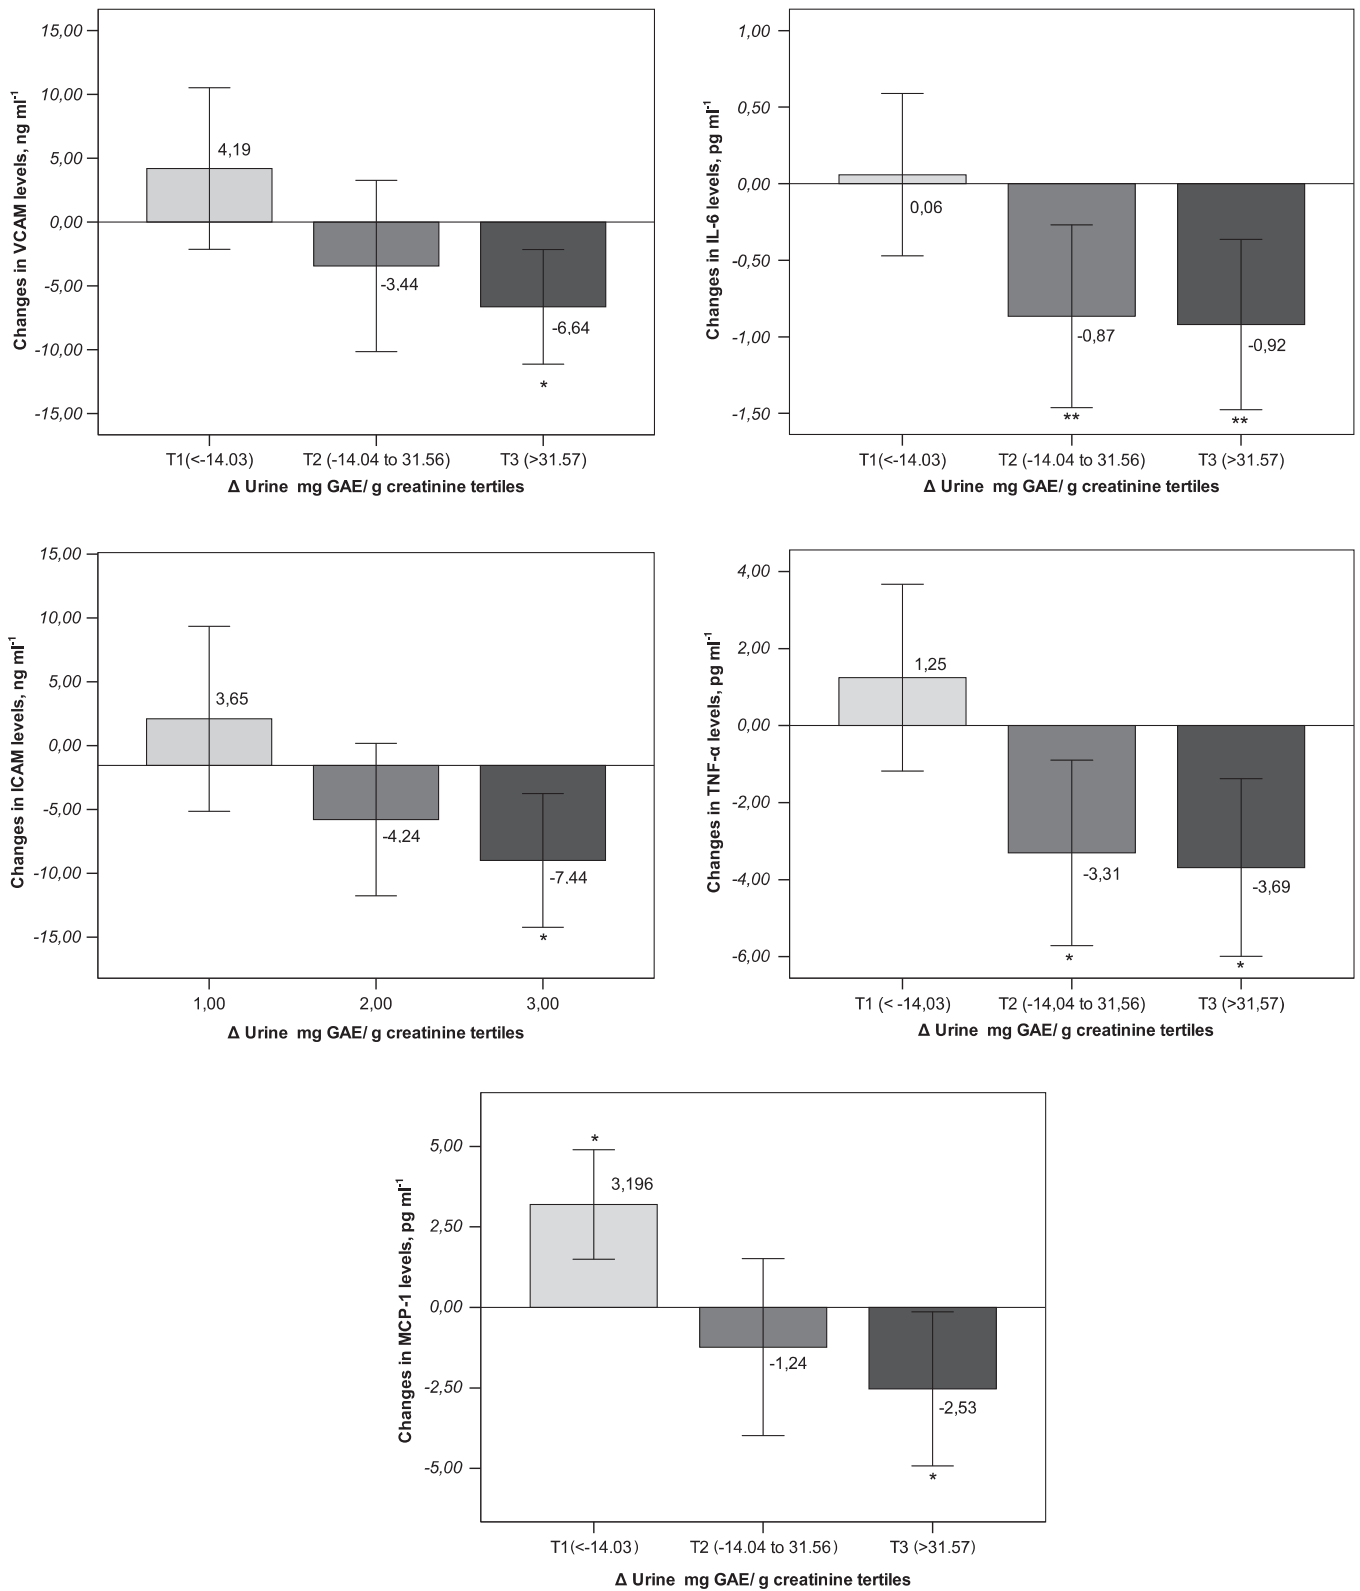 Changes in VCAM levels, ng ml-1
15,00
10,00
5,00
0,00
-5,00
-10,00
-15,00
4,19
-3,44
-6,64
*
T1(<-14.03)
T2 (-14.04 to 31.56)
T3 (>31.57)
Δ Urine mg GAE/ g creatinine tertiles
Changes in IL-6 levels, pg ml-1
1,00
0,50
0,00
-0,50
-1,00
-1,50
0,06
-0,87
-0,92
**
**
T1(<-14.03)
T2 (-14.04 to 31.56)
T3 (>31.57)
Δ Urine mg GAE/ g creatinine tertiles
Changes in ICAM levels, ng ml-1
15,00
10,00
5,00
0,00
-5,00
-10,00
-15,00
3,65
-4,24
-7,44
*
1,00
2,00
3,00
Δ Urine mg GAE/ g creatinine tertiles
Changes in TNF-α levels, pg ml-1
4,00
2,00
0,00
-2,00
-4,00
-6,00
1,25
-3,31
-3,69
*
*
T1 (< -14,03)
T2 (-14,04 to 31,56)
T3 (>31,57)
Δ Urine mg GAE/ g creatinine tertiles
Changes in MCP-1 levels, pg ml-1
5,00
2,50
0,00
-2,50
-5,00
*
3,196
-1,24
-2,53
*
T1(<-14.03)
T2 (-14.04 to 31.56)
T3 (>31.57)
Δ Urine mg GAE/ g creatinine tertiles